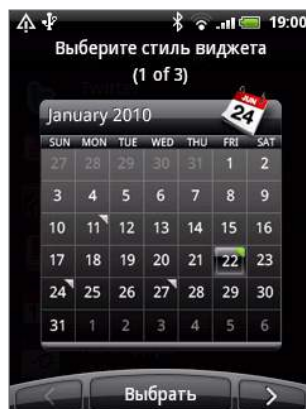 19:00
Выберите стиль виджета
(1 of 3)
January 2010
JUN
24
SUN MON TUE WED THU FRI SAT
27 28 29 30 31 1 2
3 4 5 6 7 8 9
10 11 12 13 14 15 16
17 18 19 20 21 22 23
24 25 26 27 28 29 30
31 1 2 3 4 5 6
Выбрать